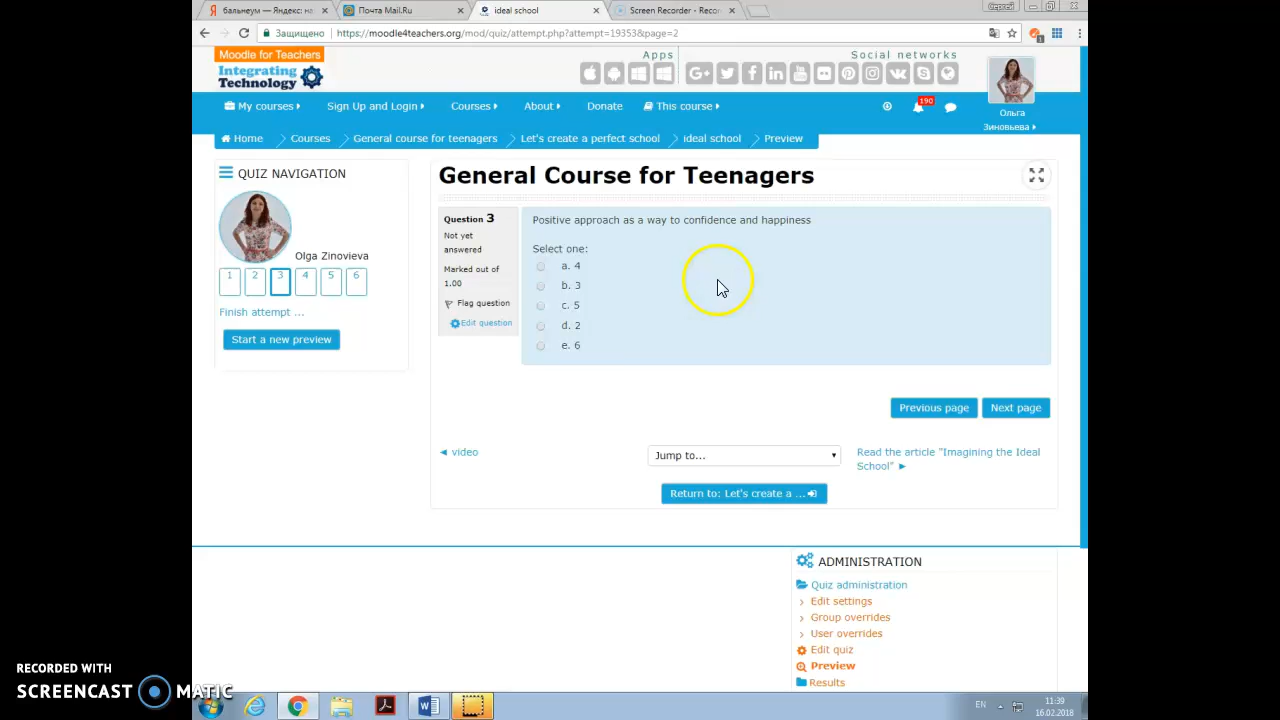 бальнеум — Яндекс: на
Почта Mail.Ru
ideal school
Screen Recorder - Recor
Сергей
Защищено
https://moodle4teachers.org/mod/quiz/attempt.php?attempt=19353&page=2
Moodle for Teachers
Integrating
Technology
Apps
Social networks
My courses
Sign Up and Login
Courses
About
Donate
This course
190
Ольга
Зиновьева
Home
Courses
General course for teenagers
Let's create a perfect school
ideal school
Preview
QUIZ NAVIGATION
Olga Zinovieva
1 2 3 4 5 6
Finish attempt ...
Start a new preview
General Course for Teenagers
Question 3
Not yet
answered
Marked out of
1.00
Flag question
Edit question
Positive approach as a way to confidence and happiness
Select one:
a. 4
b. 3
c. 5
d. 2
e. 6
Previous page
Next page
◄ video
Jump to...
Read the article "Imagining the Ideal
School" ►
Return to: Let's create a ...
ADMINISTRATION
Quiz administration
Edit settings
Group overrides
User overrides
Edit quiz
Preview
Results
RECORDED WITH
SCREENCAST MATIC
EN
11:39
16.02.2018